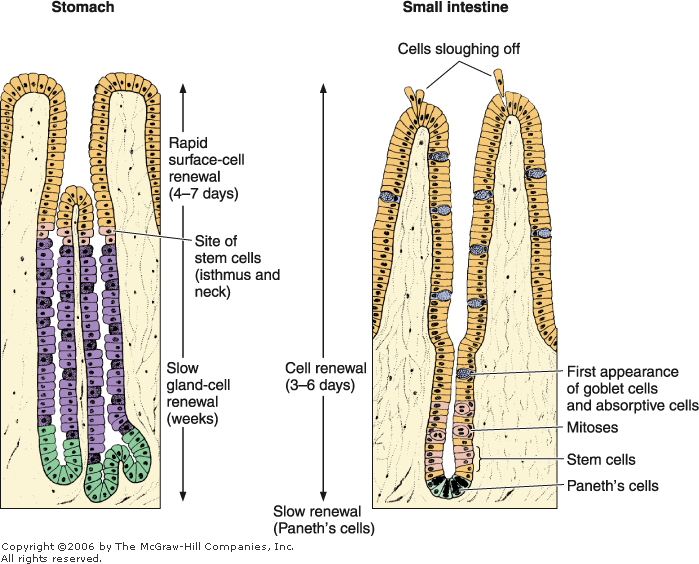 Stomach
Small intestine
Cells sloughing off
Rapid
surface-cell
renewal
(4–7 days)
Site of
stem cells
(isthmus and
neck)
Slow
gland-cell
renewal
(weeks)
Cell renewal
(3–6 days)
First appearance
of goblet cells
and absorptive cells
Mitoses
Stem cells
Paneth's cells
Slow renewal
(Paneth's cells)
Copyright ©2006 by The McGraw-Hill Companies, Inc.
All rights reserved.